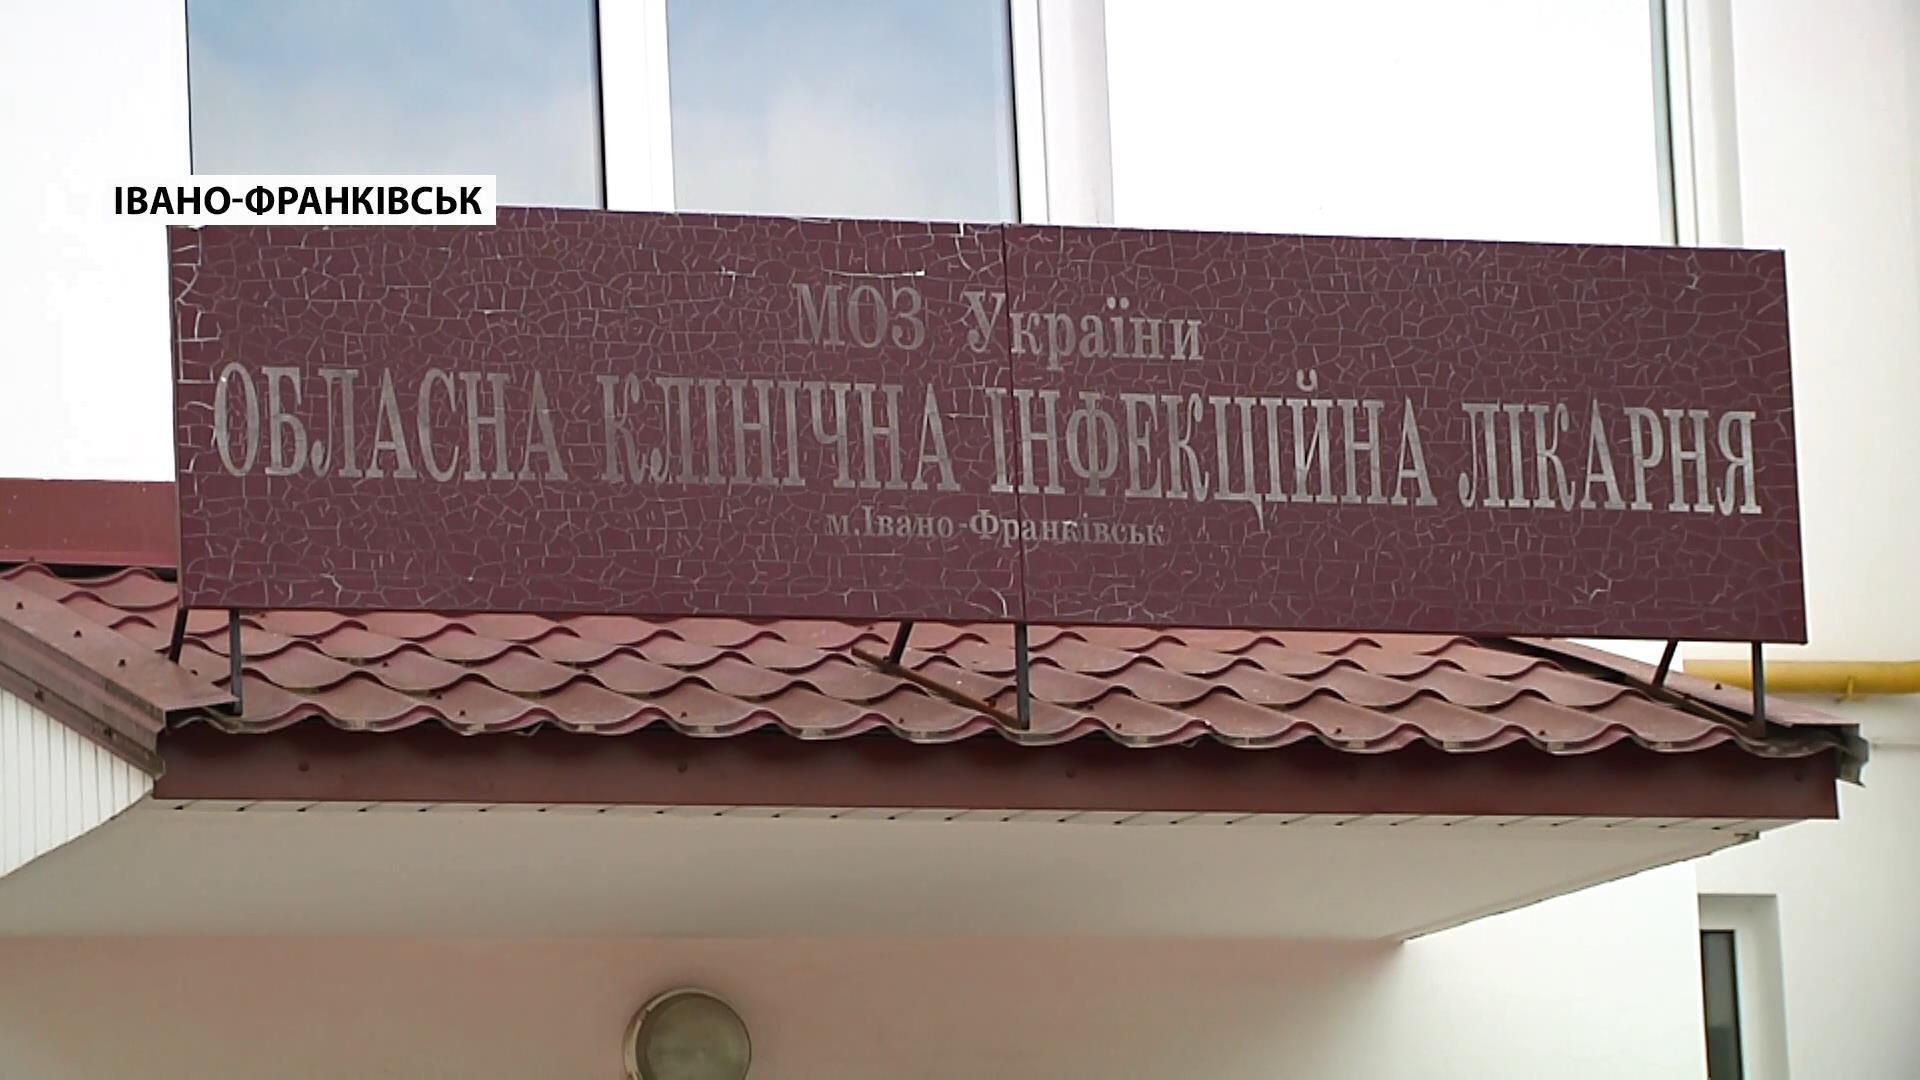 ІВАНО-ФРАНКІВСЬК
МОЗ України
ОБЛАСНА КЛІНІЧНА ІНФЕКЦІЙНА ЛІКАРНЯ
м.Івано-Франківськ